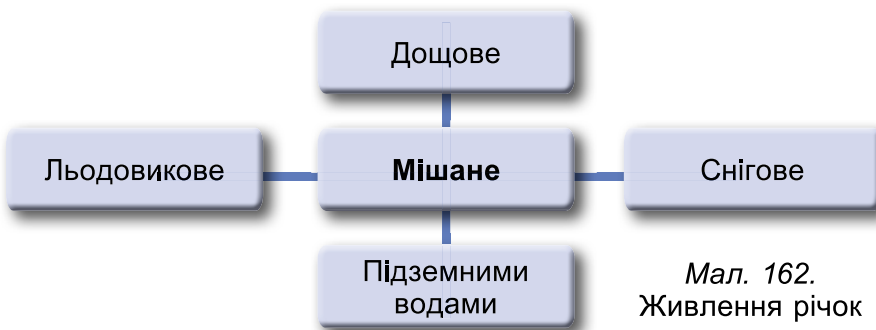 Дощове
Льодовикове
Мішане
Снігове
Підземними
водами
Мал. 162.
Живлення річок